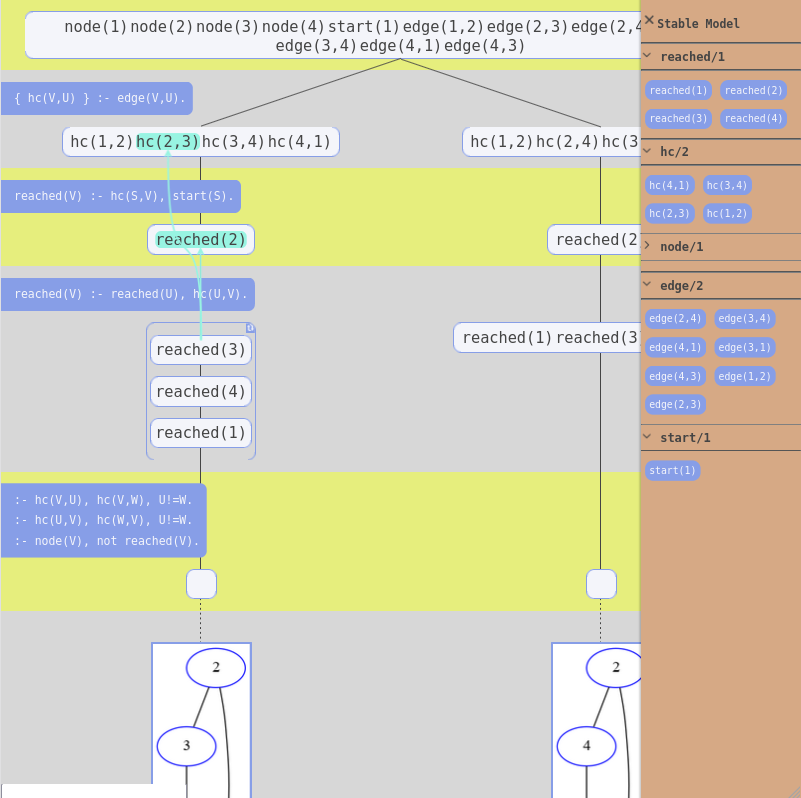 node(1) node(2) node(3) node(4) start(1) edge(1,2) edge(2,3) edge(2,4
edge(3,4) edge(4,1) edge(4,3)
{ hc(V,U) } :- edge(V,U).
hc(1,2) hc(2,3) hc(3,4) hc(4,1)
hc(1,2) hc(2,4) hc(3
reached(V) :- hc(S,V), start(S).
reached(2)
reached(2
reached(V) :- reached(U), hc(U,V).
reached(3)
reached(4)
reached(1)
reached(1) reached(3
:- hc(V,U), hc(V,W), U!=W.
:- hc(U,V), hc(W,V), U!=W.
:- node(V), not reached(V).
2
3
2
4
Stable Model
reached/1
reached(1) reached(2)
reached(3) reached(4)
hc/2
hc(4,1) hc(3,4)
hc(2,3) hc(1,2)
node/1
edge/2
edge(2,4) edge(3,4)
edge(4,1) edge(3,1)
edge(4,3) edge(1,2)
edge(2,3)
start/1
start(1)